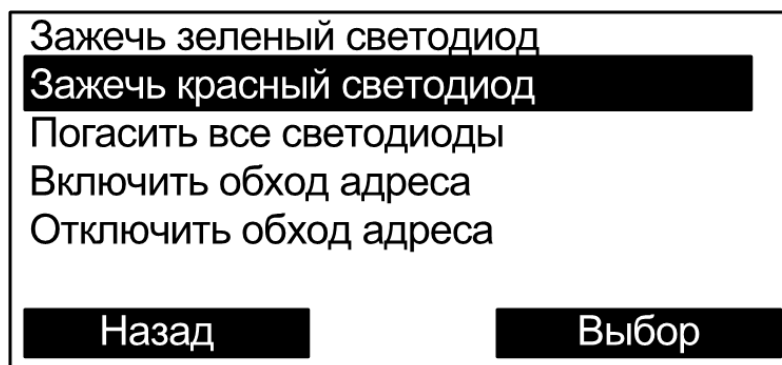 Зажечь зеленый светодиод
Зажечь красный светодиод
Погасить все светодиоды
Включить обход адреса
Отключить обход адреса
Назад Выбор